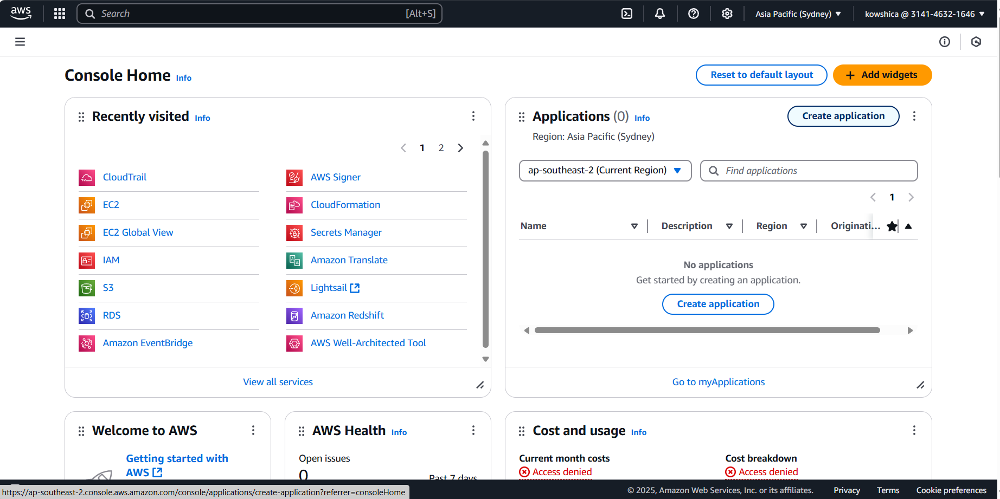 aws
Search [Alt+S]
Asia Pacific (Sydney)
kowshica @ 3141-4632-1646
Console Home Info
Reset to default layout
Add widgets
Recently visited Info
1 2
CloudTrail
EC2
EC2 Global View
IAM
S3
RDS
Amazon EventBridge
AWS Signer
CloudFormation
Secrets Manager
Amazon Translate
Lightsail
Amazon Redshift
AWS Well-Architected Tool
View all services
Applications (0) Info
Create application
Region: Asia Pacific (Sydney)
ap-southeast-2 (Current Region)
Find applications
1
Name Description Region Originati...
No applications
Get started by creating an application.
Create application
Go to myApplications
Welcome to AWS
Getting started with
AWS
AWS Health Info
Open issues
0
Past 7 days
Cost and usage Info
Current month costs
Access denied
Cost breakdown
Access denied
https://ap-southeast-2.console.aws.amazon.com/console/applications/create-application?referrer=consoleHome
© 2025, Amazon Web Services, Inc. or its affiliates.
Privacy
Terms
Cookie preferences